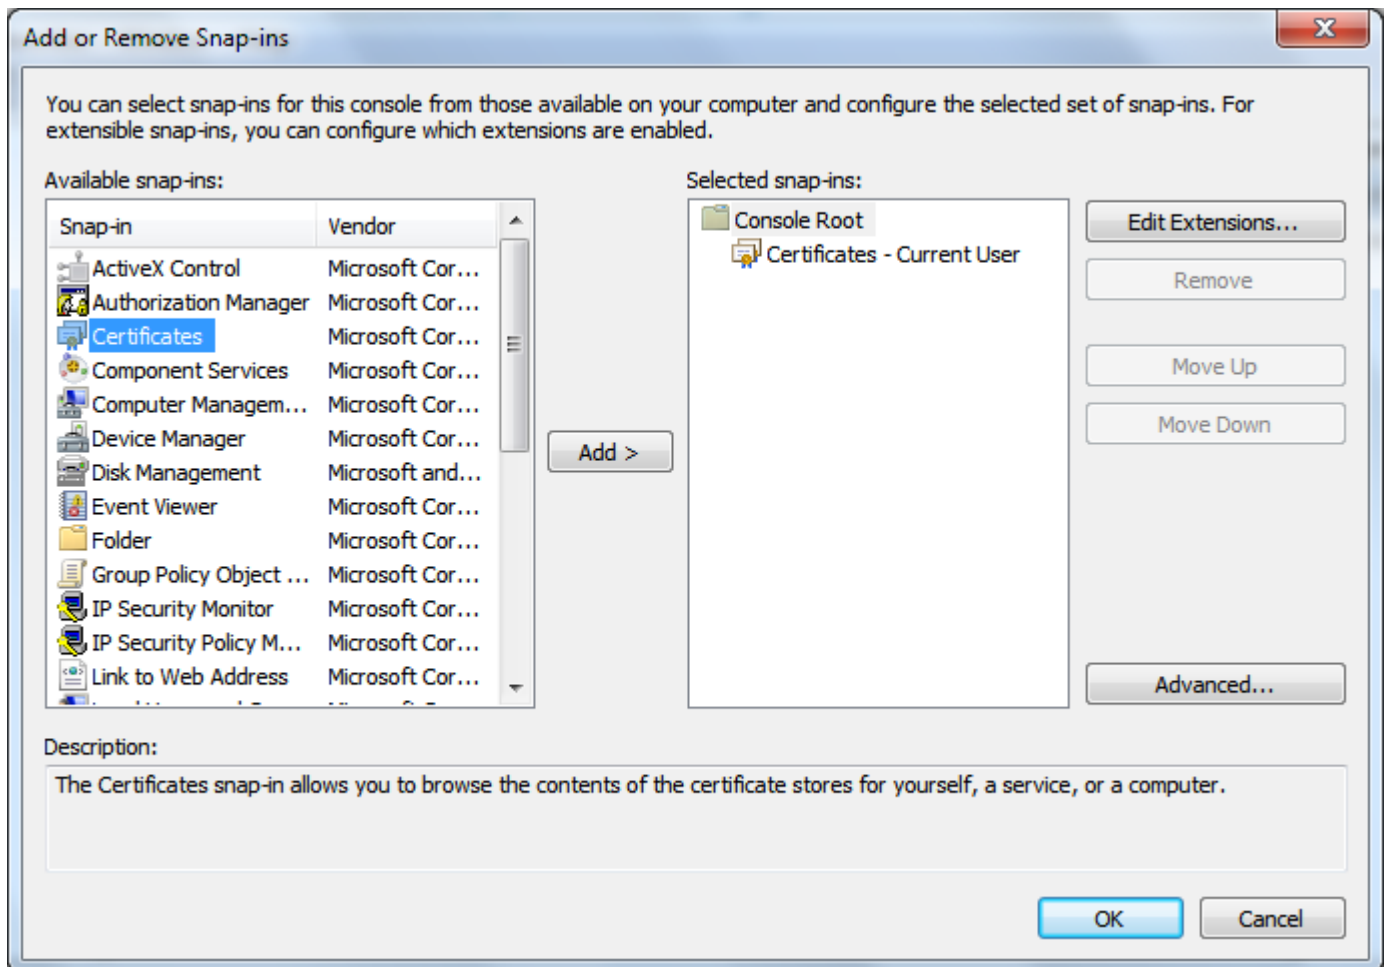 Add or Remove Snap-ins
X
You can select snap-ins for this console from those available on your computer and configure the selected set of snap-ins. For
extensible snap-ins, you can configure which extensions are enabled.
Available snap-ins:
Snap-in Vendor
ActiveX Control Microsoft Cor...
Authorization Manager Microsoft Cor...
Certificates Microsoft Cor...
Component Services Microsoft Cor...
Computer Managem... Microsoft Cor...
Device Manager Microsoft Cor...
Disk Management Microsoft and...
Event Viewer Microsoft Cor...
Folder Microsoft Cor...
Group Policy Object ... Microsoft Cor...
IP Security Monitor Microsoft Cor...
IP Security Policy M... Microsoft Cor...
Link to Web Address Microsoft Cor...
Add >
Selected snap-ins:
Console Root
Certificates - Current User
Edit Extensions...
Remove
Move Up
Move Down
Advanced...
Description:
The Certificates snap-in allows you to browse the contents of the certificate stores for yourself, a service, or a computer.
OK
Cancel